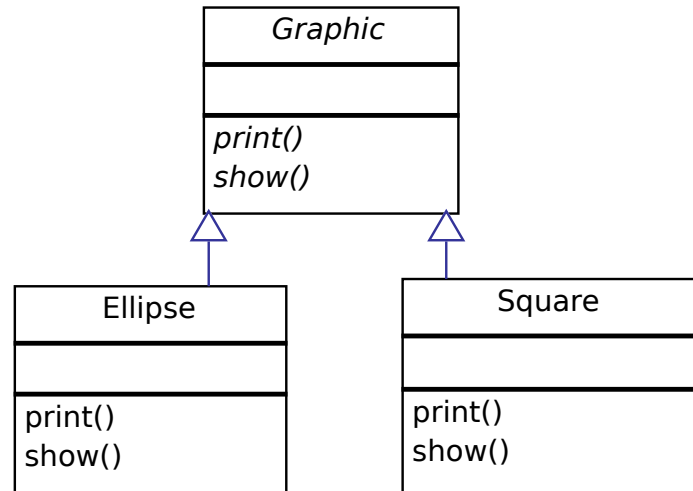 Graphic
print()
show()
Ellipse
print()
show()
Square
print()
show()